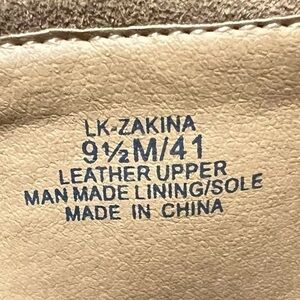 LK-ZAKINA
9½M/41
LEATHER UPPER
MAN MADE LINING/SOLE
MADE IN CHINA